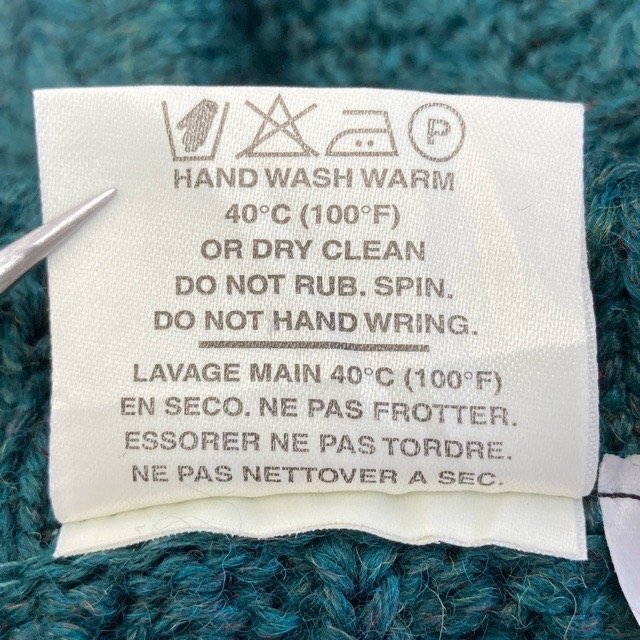 P
HAND WASH WARM
40°C (100°F)
OR DRY CLEAN
DO NOT RUB. SPIN.
DO NOT HAND WRING.
LAVAGE MAIN 40°C (100°F)
EN SECO. NE PAS FROTTER.
ESSORER NE PAS TORDRE.
NE PAS NETTOVER A SEC.